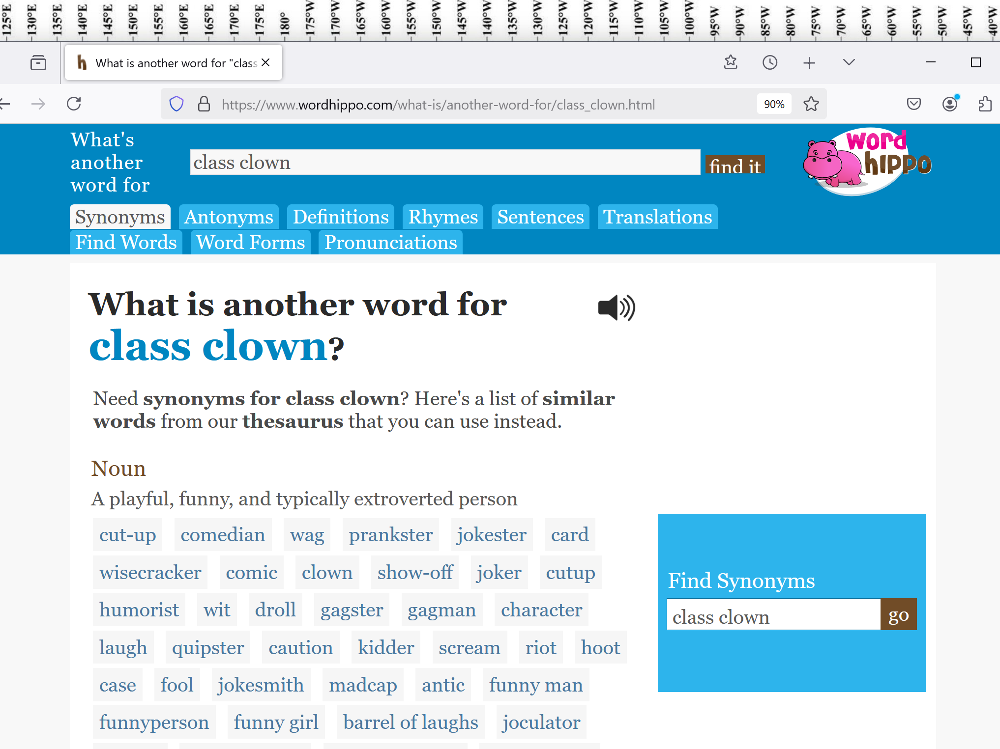 125°E 130°E 135°E 140°E 145°E 150°E 155°E 160°E 165°E 170°E 175°E 180° 175°W 170°W 165°W 160°W 155°W 150°W 145°W 140°W 135°W 130°W 125°W 120°W 115°W 110°W 105°W 100°W 95°W 90°W 85°W 80°W 75°W 70°W 65°W 60°W 55°W 50°W 45°W 40°W
What is another word for "class
https://www.wordhippo.com/what-is/another-word-for/class_clown.html 90%
What's
another
word for
class clown
find it
word
hippo
Synonyms Antonyms Definitions Rhymes Sentences Translations
Find Words Word Forms Pronunciations
What is another word for
class clown?
Need synonyms for class clown? Here's a list of similar
words from our thesaurus that you can use instead.
Noun
A playful, funny, and typically extroverted person
cut-up comedian wag prankster jokester card
wisecracker comic clown show-off joker cutup
humorist wit droll gagster gagman character
laugh quipster caution kidder scream riot hoot
case fool jokesmith madcap antic funny man
funnyperson funny girl barrel of laughs joculator
Find Synonyms
class clown go